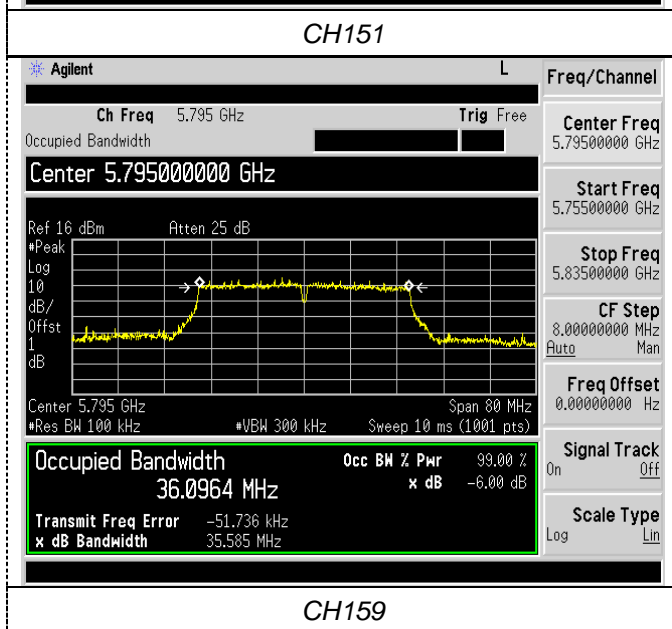 CH151
Agilent L
Freq/Channel
Ch Freq 5.795 GHz Trig Free
Occupied Bandwidth
Center Freq
5.79500000 GHz
Center 5.795000000 GHz
Start Freq
5.75500000 GHz
Ref 16 dBm Atten 25 dB
#Peak
Log
10
dB/
Offst
1
dB
Stop Freq
5.83500000 GHz
CF Step
8.00000000 MHz
Auto Man
Freq Offset
0.00000000 Hz
Center 5.795 GHz Span 80 MHz
#Res BW 100 kHz #VBW 300 kHz Sweep 10 ms (1001 pts)
Signal Track
On Off
Occupied Bandwidth Occ BW % Pwr 99.00 %
36.0964 MHz x dB -6.00 dB
Scale Type
Log Lin
Transmit Freq Error -51.736 kHz
x dB Bandwidth 35.585 MHz
CH159